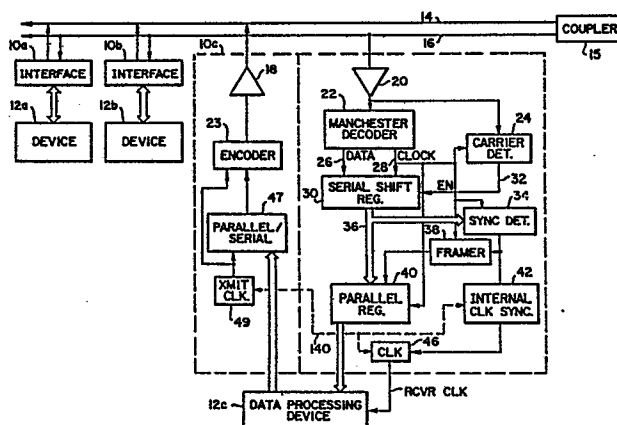 14
10a
10b
10c
16
COUPLER
15
INTERFACE
INTERFACE
18
20
12a
12b
22
DEVICE
DEVICE
23
MANCHESTER
DECODER
24
ENCODER
26
DATA
28
CLOCK
CARRIER
DET.
32
47
30
SERIAL SHIFT
REG.
EN
34
PARALLEL/
SERIAL
36
38
SYNC DET.
FRAMER
40
42
XMIT
CLK.
49
PARALLEL
REG.
INTERNAL
CLK SYNC.
140
CLK
46
RCVR CLK
12c
DATA PROCESSING
DEVICE